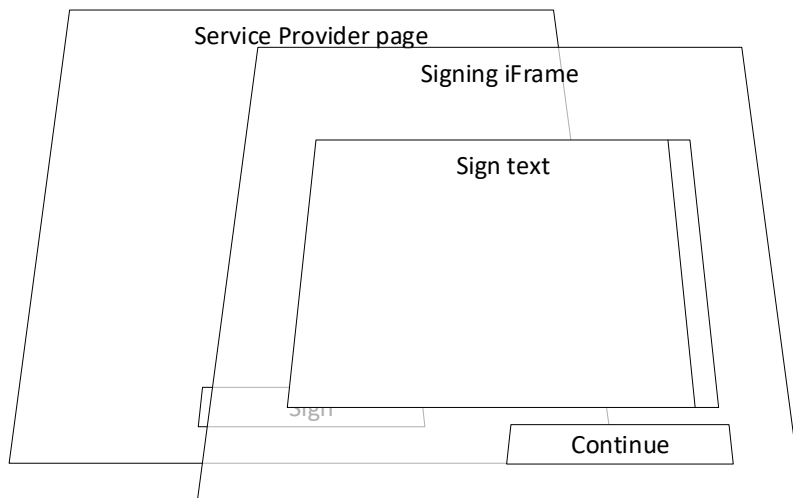 Service Provider page
Signing iFrame
Sign text
Sign
Continue